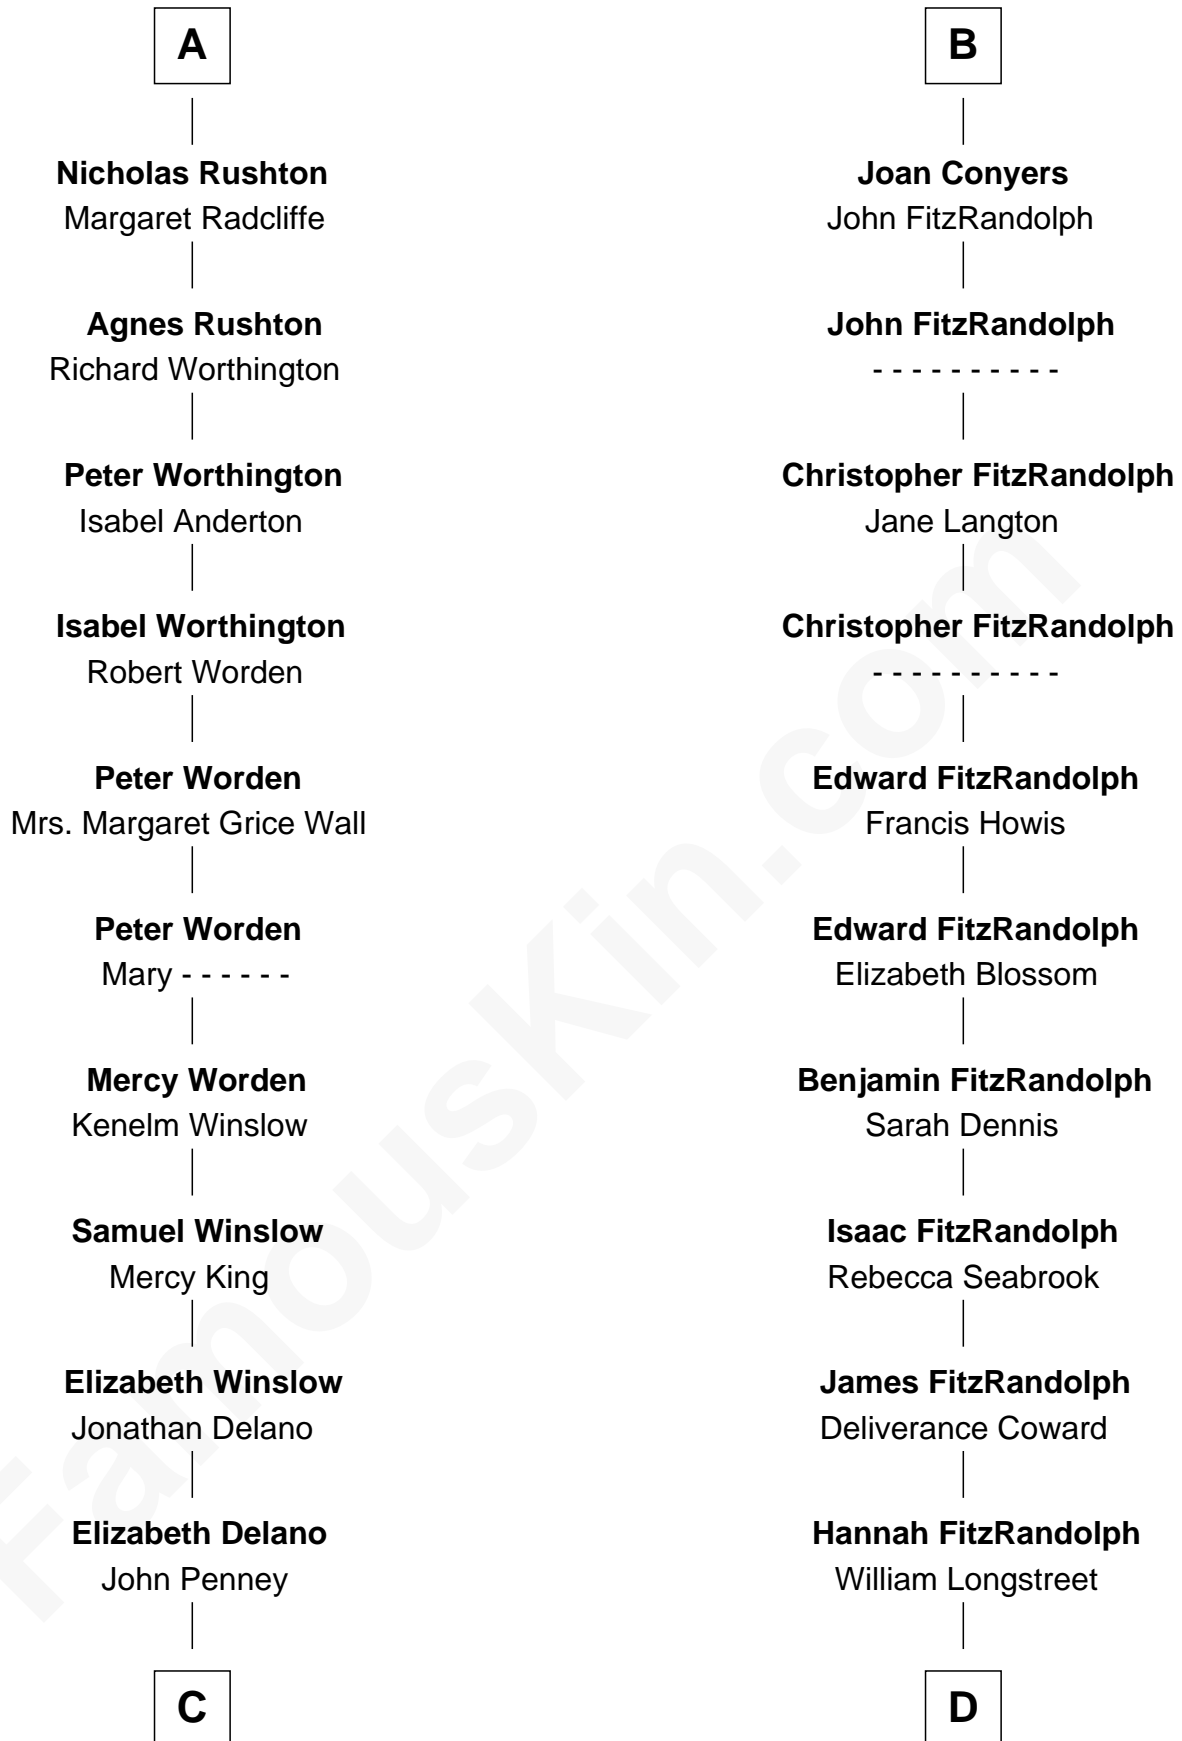 A
Nicholas Rushton
Margaret Radcliffe
Agnes Rushton
Richard Worthington
Peter Worthington
Isabel Anderton
Isabel Worthington
Robert Worden
Peter Worden
Mrs. Margaret Grice Wall
Peter Worden
Mary - - - - - -
Mercy Worden
Kenelm Winslow
Samuel Winslow
Mercy King
Elizabeth Winslow
Jonathan Delano
Elizabeth Delano
John Penney
C
B
Joan Conyers
John FitzRandolph
John FitzRandolph
- - - - - - - - - -
Christopher FitzRandolph
Jane Langton
Christopher FitzRandolph
- - - - - - - - - -
Edward FitzRandolph
Francis Howis
Edward FitzRandolph
Elizabeth Blossom
Benjamin FitzRandolph
Sarah Dennis
Isaac FitzRandolph
Rebecca Seabrook
James FitzRandolph
Deliverance Coward
Hannah FitzRandolph
William Longstreet
D
FamousKin.com